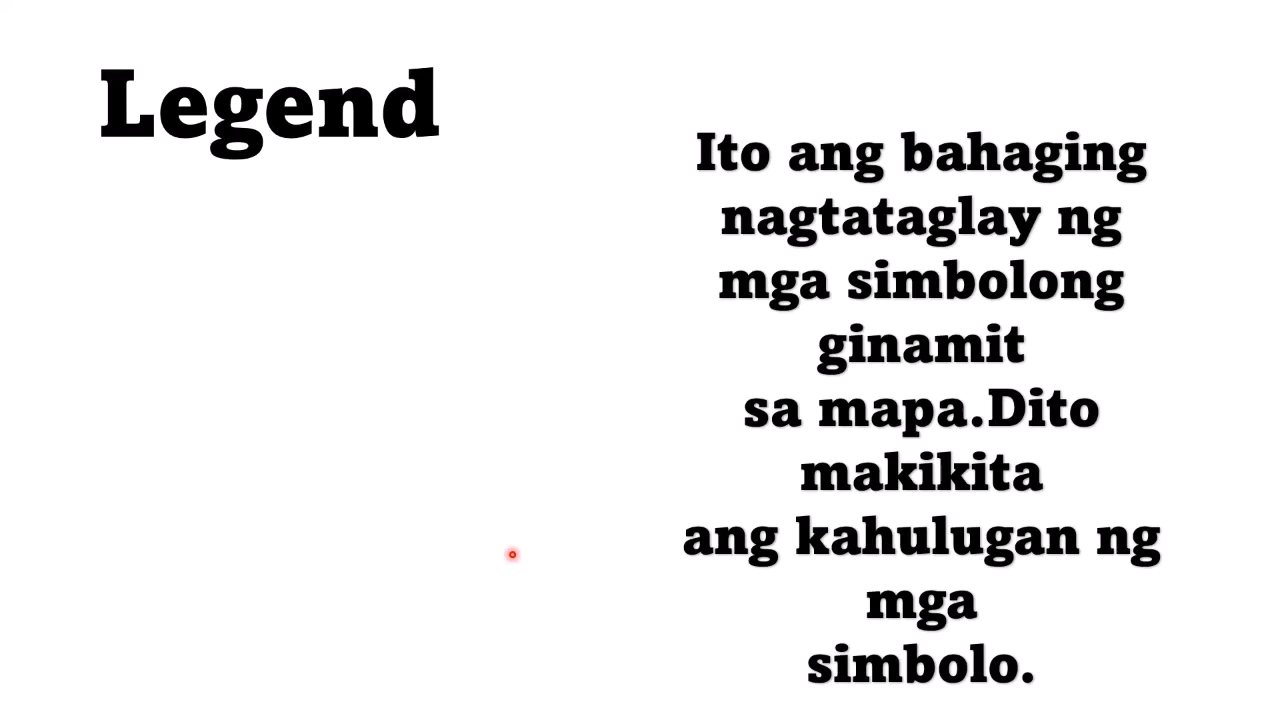 Legend
Ito ang bahaging
nagtataglay ng
mga simbolong
ginamit
sa mapa.Dito
makikita
ang kahulugan ng
mga
simbolo.